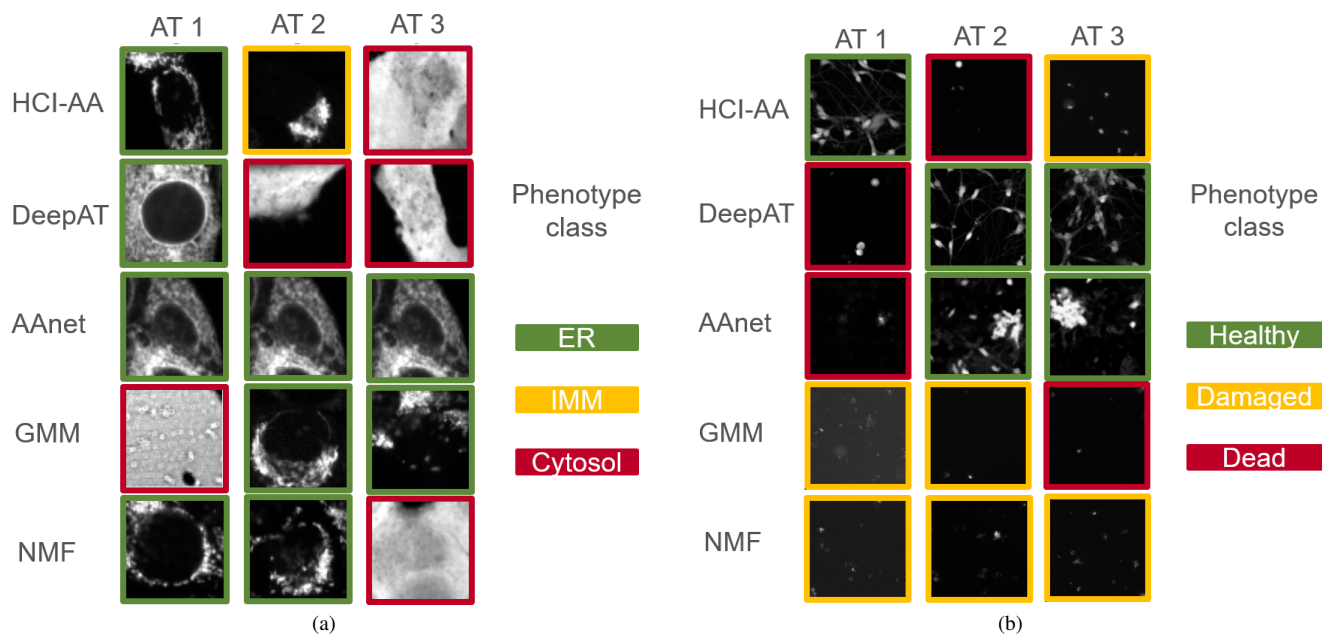 AT 1 AT 2 AT 3
HCI-AA
DeepAT
AAnet
GMM
NMF
Phenotype
class
ER
IMM
Cytosol
(a)
AT 1 AT 2 AT 3
HCI-AA
DeepAT
AAnet
GMM
NMF
Phenotype
class
Healthy
Damaged
Dead
(b)